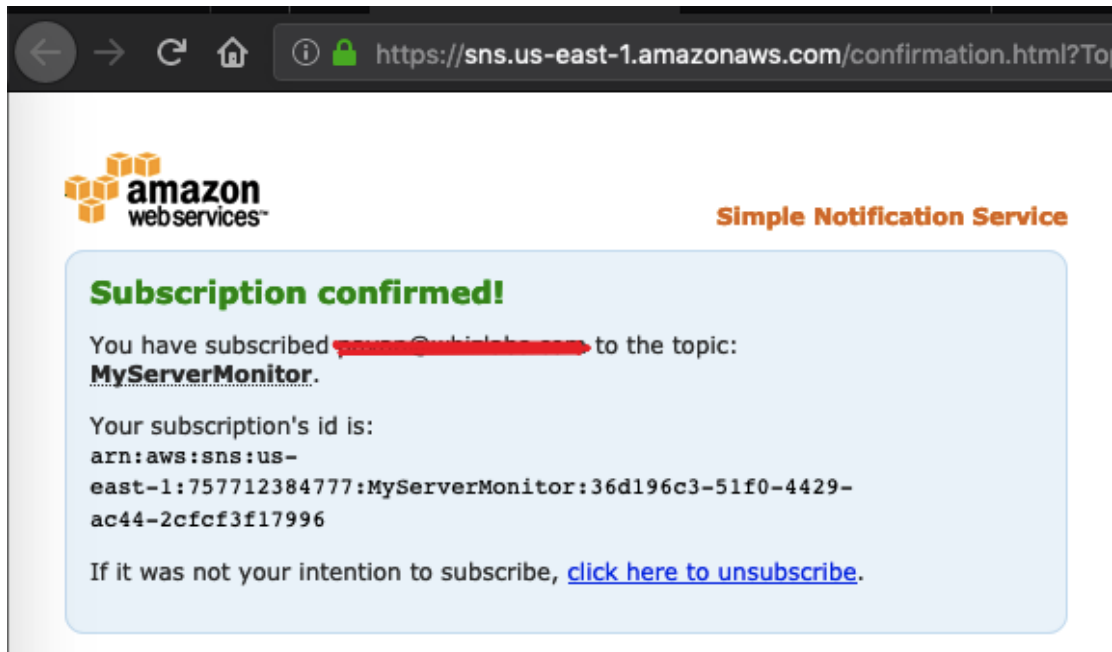 https://sns.us-east-1.amazonaws.com/confirmation.html?To
amazon
webservices™
Simple Notification Service
Subscription confirmed!
You have subscribed to the topic:
MyServerMonitor.
Your subscription's id is:
arn:aws:sns:us-
east-1:757712384777:MyServerMonitor:36d196c3-51f0-4429-
ac44-2cfcf3f17996
If it was not your intention to subscribe, click here to unsubscribe.